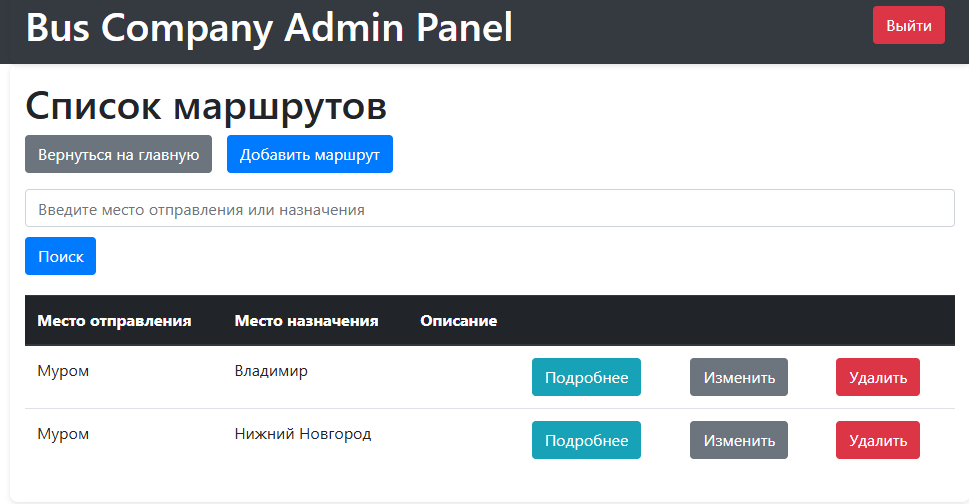 Bus Company Admin Panel Выйти
Список маршрутов
Вернуться на главную Добавить маршрут
Введите место отправления или назначения
Поиск
Место отправления Место назначения Описание
Муром Владимир Подробнее Изменить Удалить
Муром Нижний Новгород Подробнее Изменить Удалить